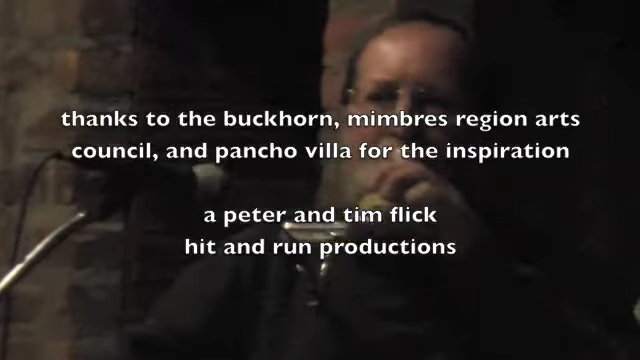 thanks to the buckhorn, mimbres region arts
council, and pancho villa for the inspiration
a peter and tim flick
hit and run productions